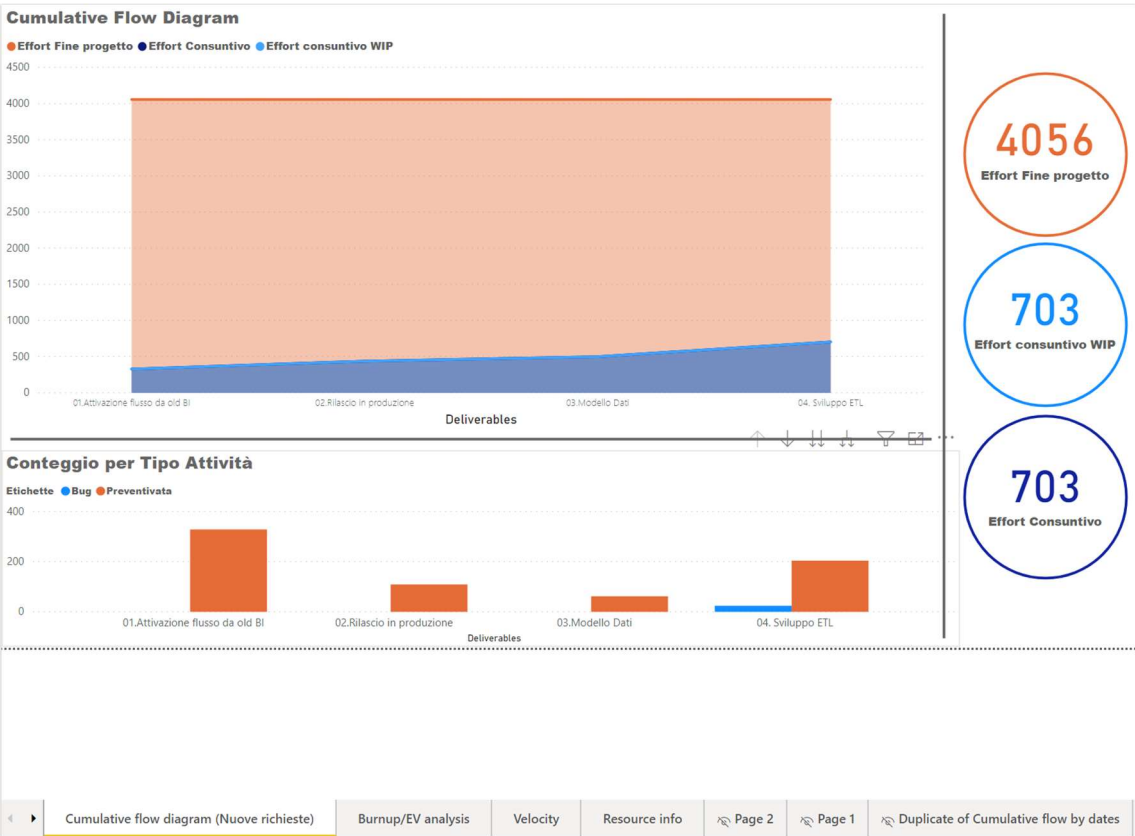 Cumulative Flow Diagram
Effort Fine progetto Effort Consuntivo Effort consuntivo WIP
4500
4000
3500
3000
2500
2000
1500
1000
500
0
01.Attivazione flusso da old BI 02.Rilascio in produzione 03.Modello Dati 04. Sviluppo ETL
Deliverables
4056
Effort Fine progetto
703
Effort consuntivo WIP
703
Effort Consuntivo
Conteggio per Tipo Attività
Etichette Bug Preventivata
400
200
0
01.Attivazione flusso da old BI 02.Rilascio in produzione 03.Modello Dati 04. Sviluppo ETL
Deliverables
Cumulative flow diagram (Nuove richieste) Burnup/EV analysis Velocity Resource info Page 2 Page 1 Duplicate of Cumulative flow by dates